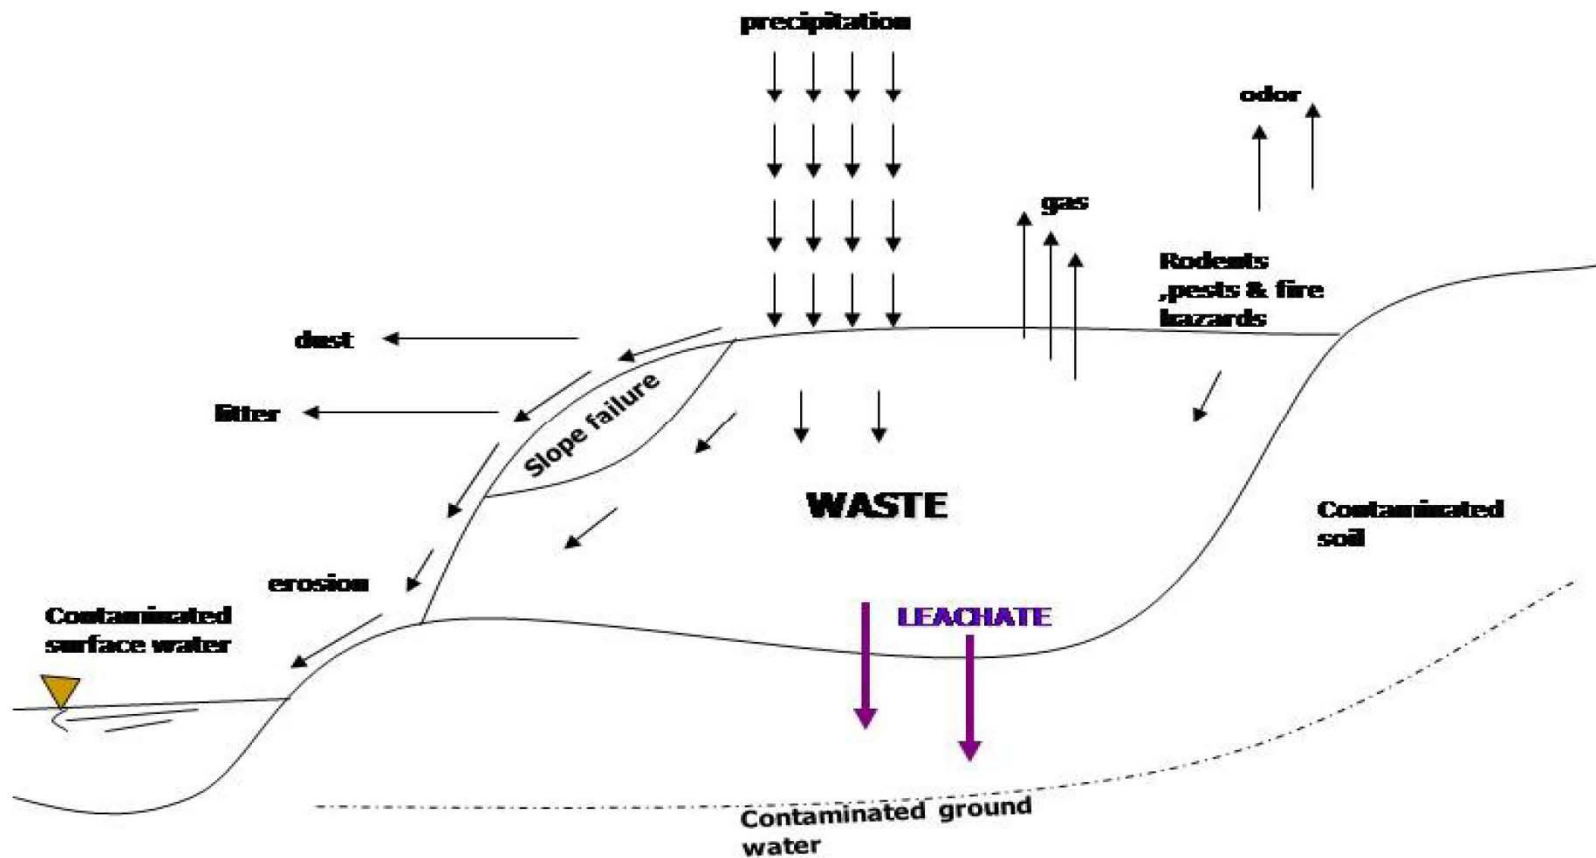 precipitation
odor
gas
Rodents
,pests & fire
hazards
dust
litter
Slope failure
WASTE
Contaminated
soil
erosion
Contaminated
surface water
LEACHATE
Contaminated ground
water